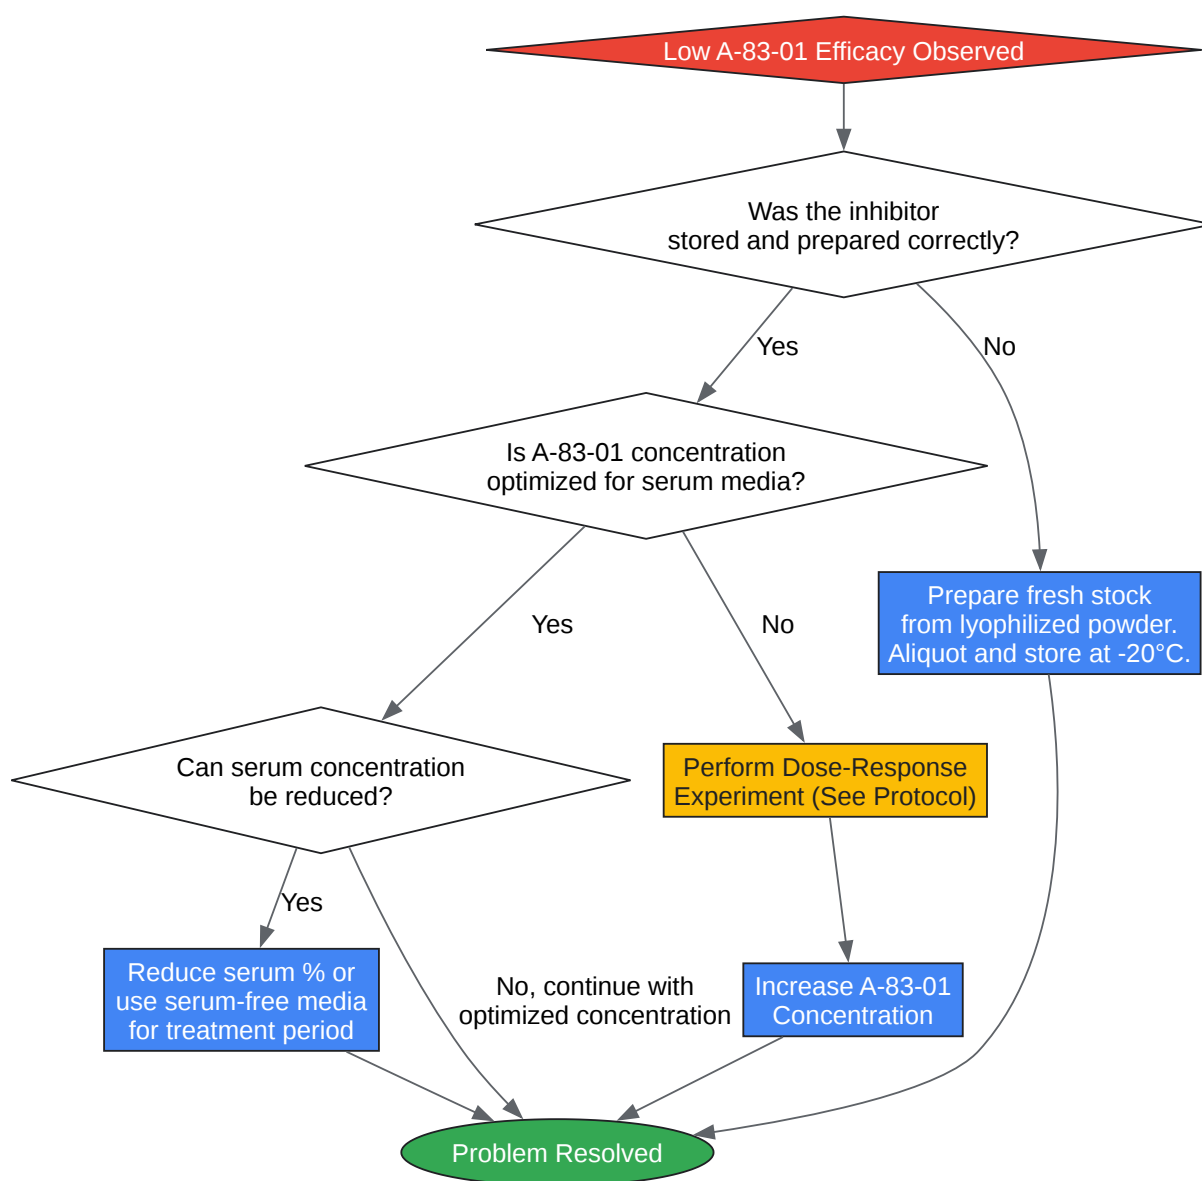 Low A-83-01 Efficacy Observed
Was the inhibitor
stored and prepared correctly?
Yes
No
Is A-83-01 concentration
optimized for serum media?
Yes
No
Prepare fresh stock
from lyophilized powder.
Aliquot and store at -20°C.
Can serum concentration
be reduced?
Perform Dose-Response
Experiment (See Protocol)
Yes
No, continue with
optimized concentration
Reduce serum % or
use serum-free media
for treatment period
Increase A-83-01
Concentration
Problem Resolved